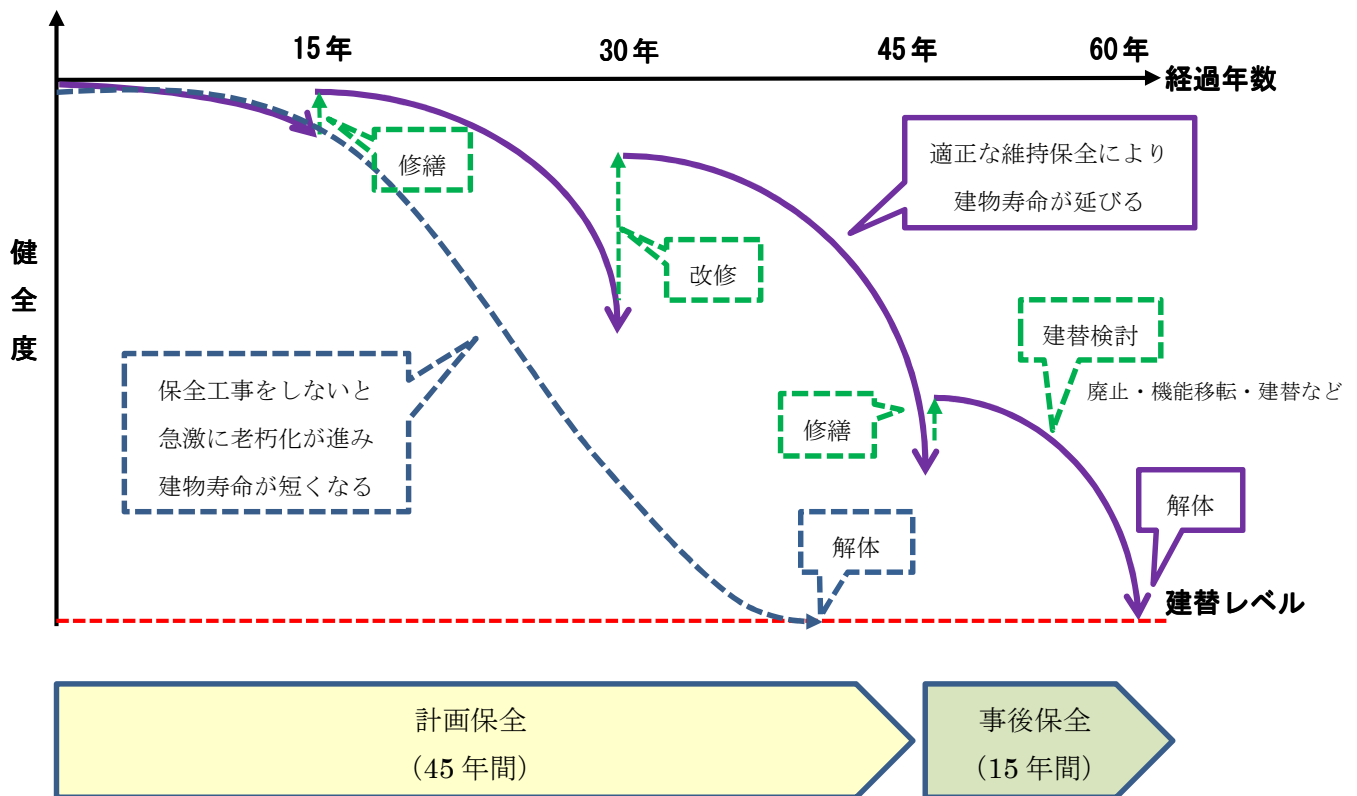 15年
30年
45年
60年
経過年数
健全度
修繕
適正な維持保全により
建物寿命が延びる
改修
建替検討
廃止・機能移転・建替など
保全工事をしないと
急激に老朽化が進み
建物寿命が短くなる
修繕
解体
解体
建替レベル
計画保全
（45年間）
事後保全
（15年間）